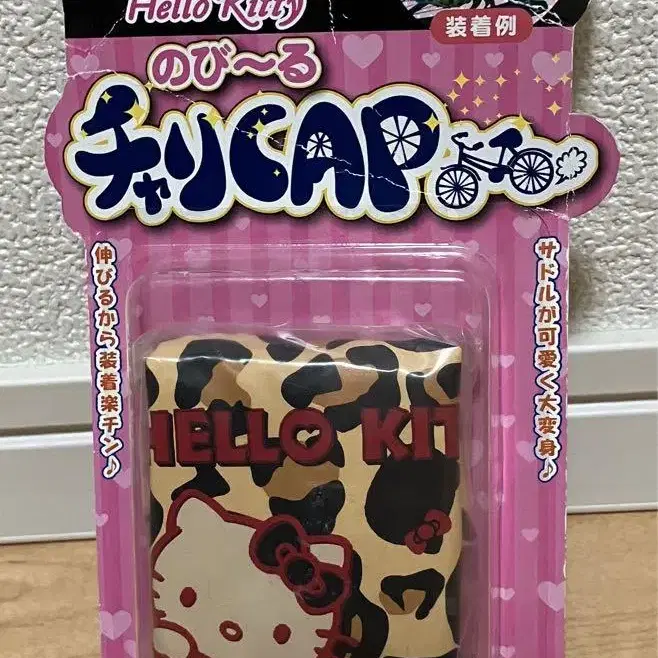 Hello Kitty
装着例
のび〜る
チャリCAP
サドルが可愛く大変身♪
伸びるから装着楽チン♪
HELLO KIT